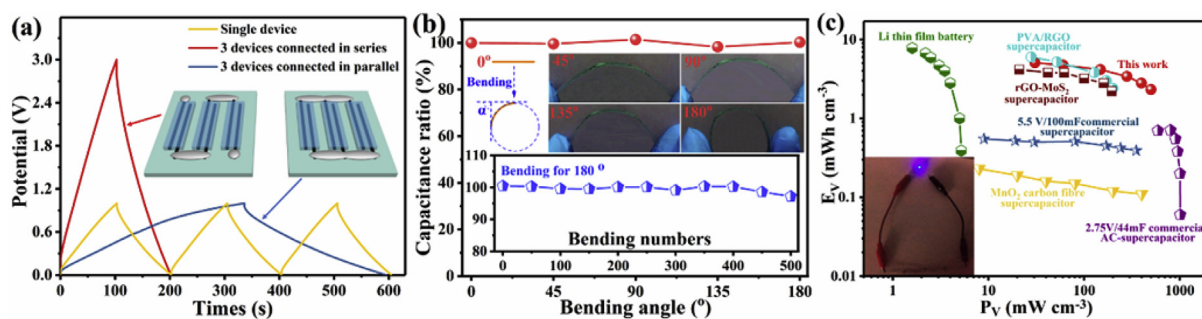 (a)
Single device
3 devices connected in series
3 devices connected in parallel
Potential (V)
3.0
2.4
1.8
1.2
0.6
0.0
0 100 200 300 400 500 600
Times (s)
(b)
Capacitance ratio (%)
100
80
60
40
20
0
0°
Bending
α
45°
90°
135°
180°
Bending for 180 °
110
100
90
80
0 100 200 300 400 500
Bending numbers
0 45 90 135 180
Bending angle (°)
(c)
Li thin film battery
PVA/RGO
supercapacitor
This work
rGO-MoS2
supercapacitor
5.5 V/100mFcommercial
supercapacitor
MnO2 carbon fibre
supercapacitor
2.75V/44mF commercial
AC-supercapacitor
EV (mWh cm-3)
10
1
0.1
0.01
1 10 100 1000
PV (mW cm-3)